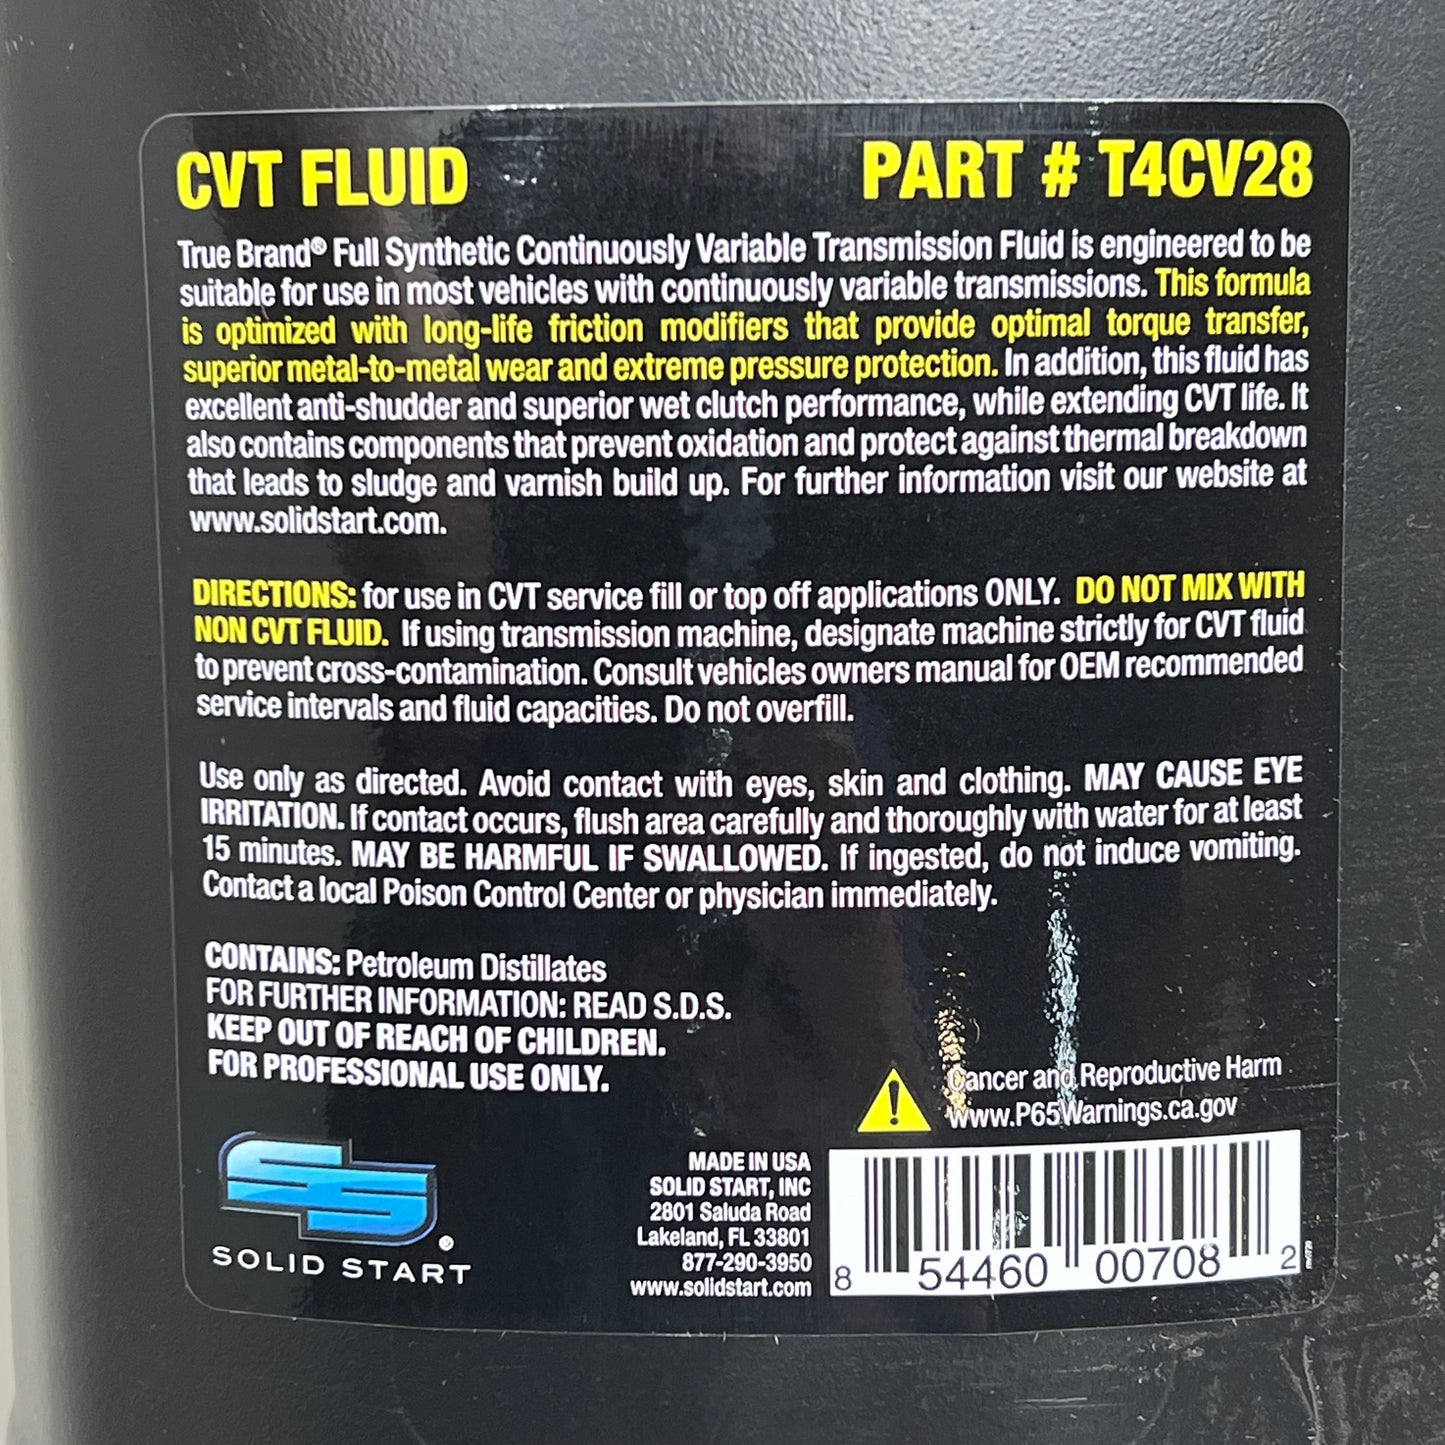 CVT FLUID PART # T4CV28
True Brand® Full Synthetic Continuously Variable Transmission Fluid is engineered to be
suitable for use in most vehicles with continuously variable transmissions. This formula
is optimized with long-life friction modifiers that provide optimal torque transfer,
superior metal-to-metal wear and extreme pressure protection. In addition, this fluid has
excellent anti-shudder and superior wet clutch performance, while extending CVT life. It
also contains components that prevent oxidation and protect against thermal breakdown
that leads to sludge and varnish build up. For further information visit our website at
www.solidstart.com.
DIRECTIONS: for use in CVT service fill or top off applications ONLY. DO NOT MIX WITH
NON CVT FLUID. If using transmission machine, designate machine strictly for CVT fluid
to prevent cross-contamination. Consult vehicles owners manual for OEM recommended
service intervals and fluid capacities. Do not overfill.
Use only as directed. Avoid contact with eyes, skin and clothing. MAY CAUSE EYE
IRRITATION. If contact occurs, flush area carefully and thoroughly with water for at least
15 minutes. MAY BE HARMFUL IF SWALLOWED. If ingested, do not induce vomiting.
Contact a local Poison Control Center or physician immediately.
CONTAINS: Petroleum Distillates
FOR FURTHER INFORMATION: READ S.D.S.
KEEP OUT OF REACH OF CHILDREN.
FOR PROFESSIONAL USE ONLY.
Cancer and Reproductive Harm
www.P65Warnings.ca.gov
SOLID START®
MADE IN USA
SOLID START, INC
2801 Saluda Road
Lakeland, FL 33801
877-290-3950
www.solidstart.com
8 54460 00708 2